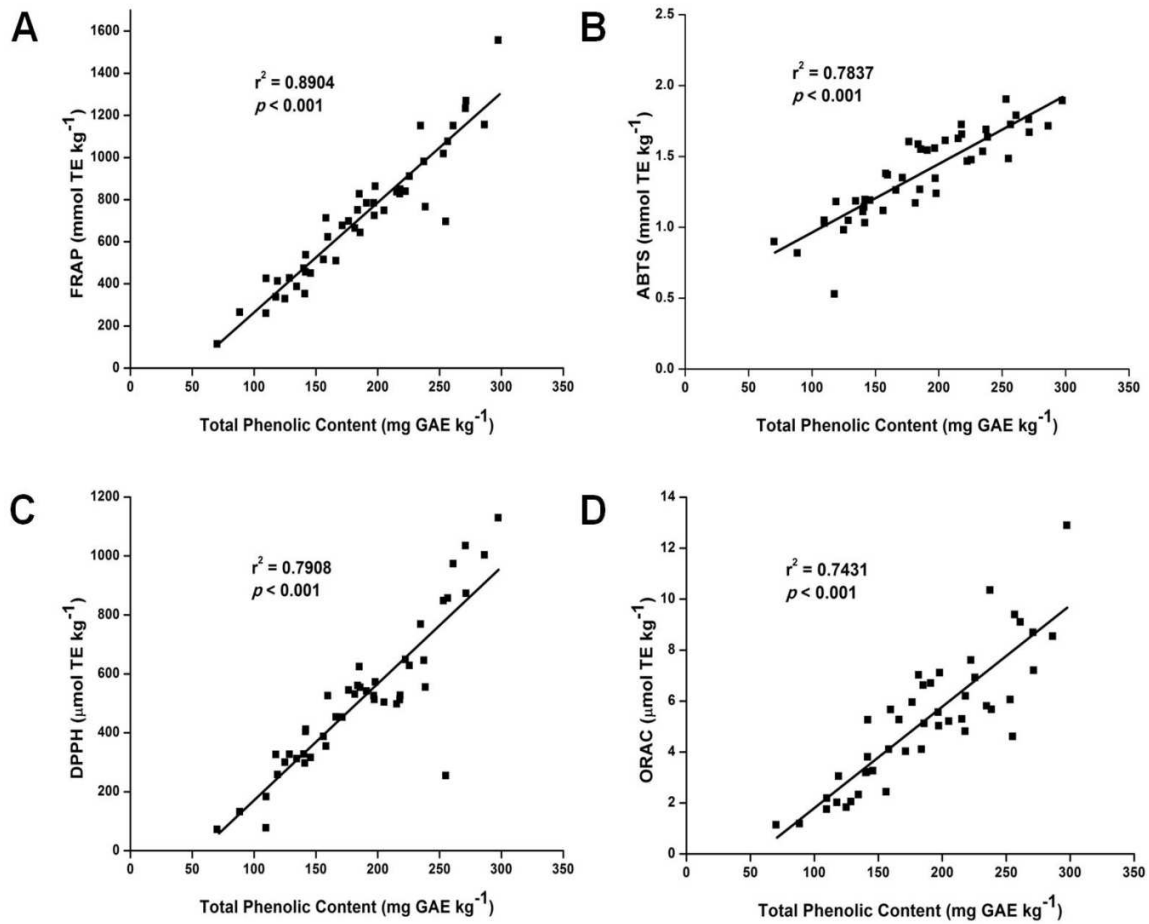 A
1600
1400
1200
1000
800
600
400
200
0
FRAP (mmol TE kg⁻¹)
r² = 0.8904
p < 0.001
0 50 100 150 200 250 300 350
Total Phenolic Content (mg GAE kg⁻¹)
B
2.5
2.0
1.5
1.0
0.5
0.0
ABTS (mmol TE kg⁻¹)
r² = 0.7837
p < 0.001
0 50 100 150 200 250 300 350
Total Phenolic Content (mg GAE kg⁻¹)
C
1200
1000
800
600
400
200
0
DPPH (μmol TE kg⁻¹)
r² = 0.7908
p < 0.001
0 50 100 150 200 250 300 350
Total Phenolic Content (mg GAE kg⁻¹)
D
14
12
10
8
6
4
2
0
ORAC (μmol TE kg⁻¹)
r² = 0.7431
p < 0.001
0 50 100 150 200 250 300 350
Total Phenolic Content (mg GAE kg⁻¹)